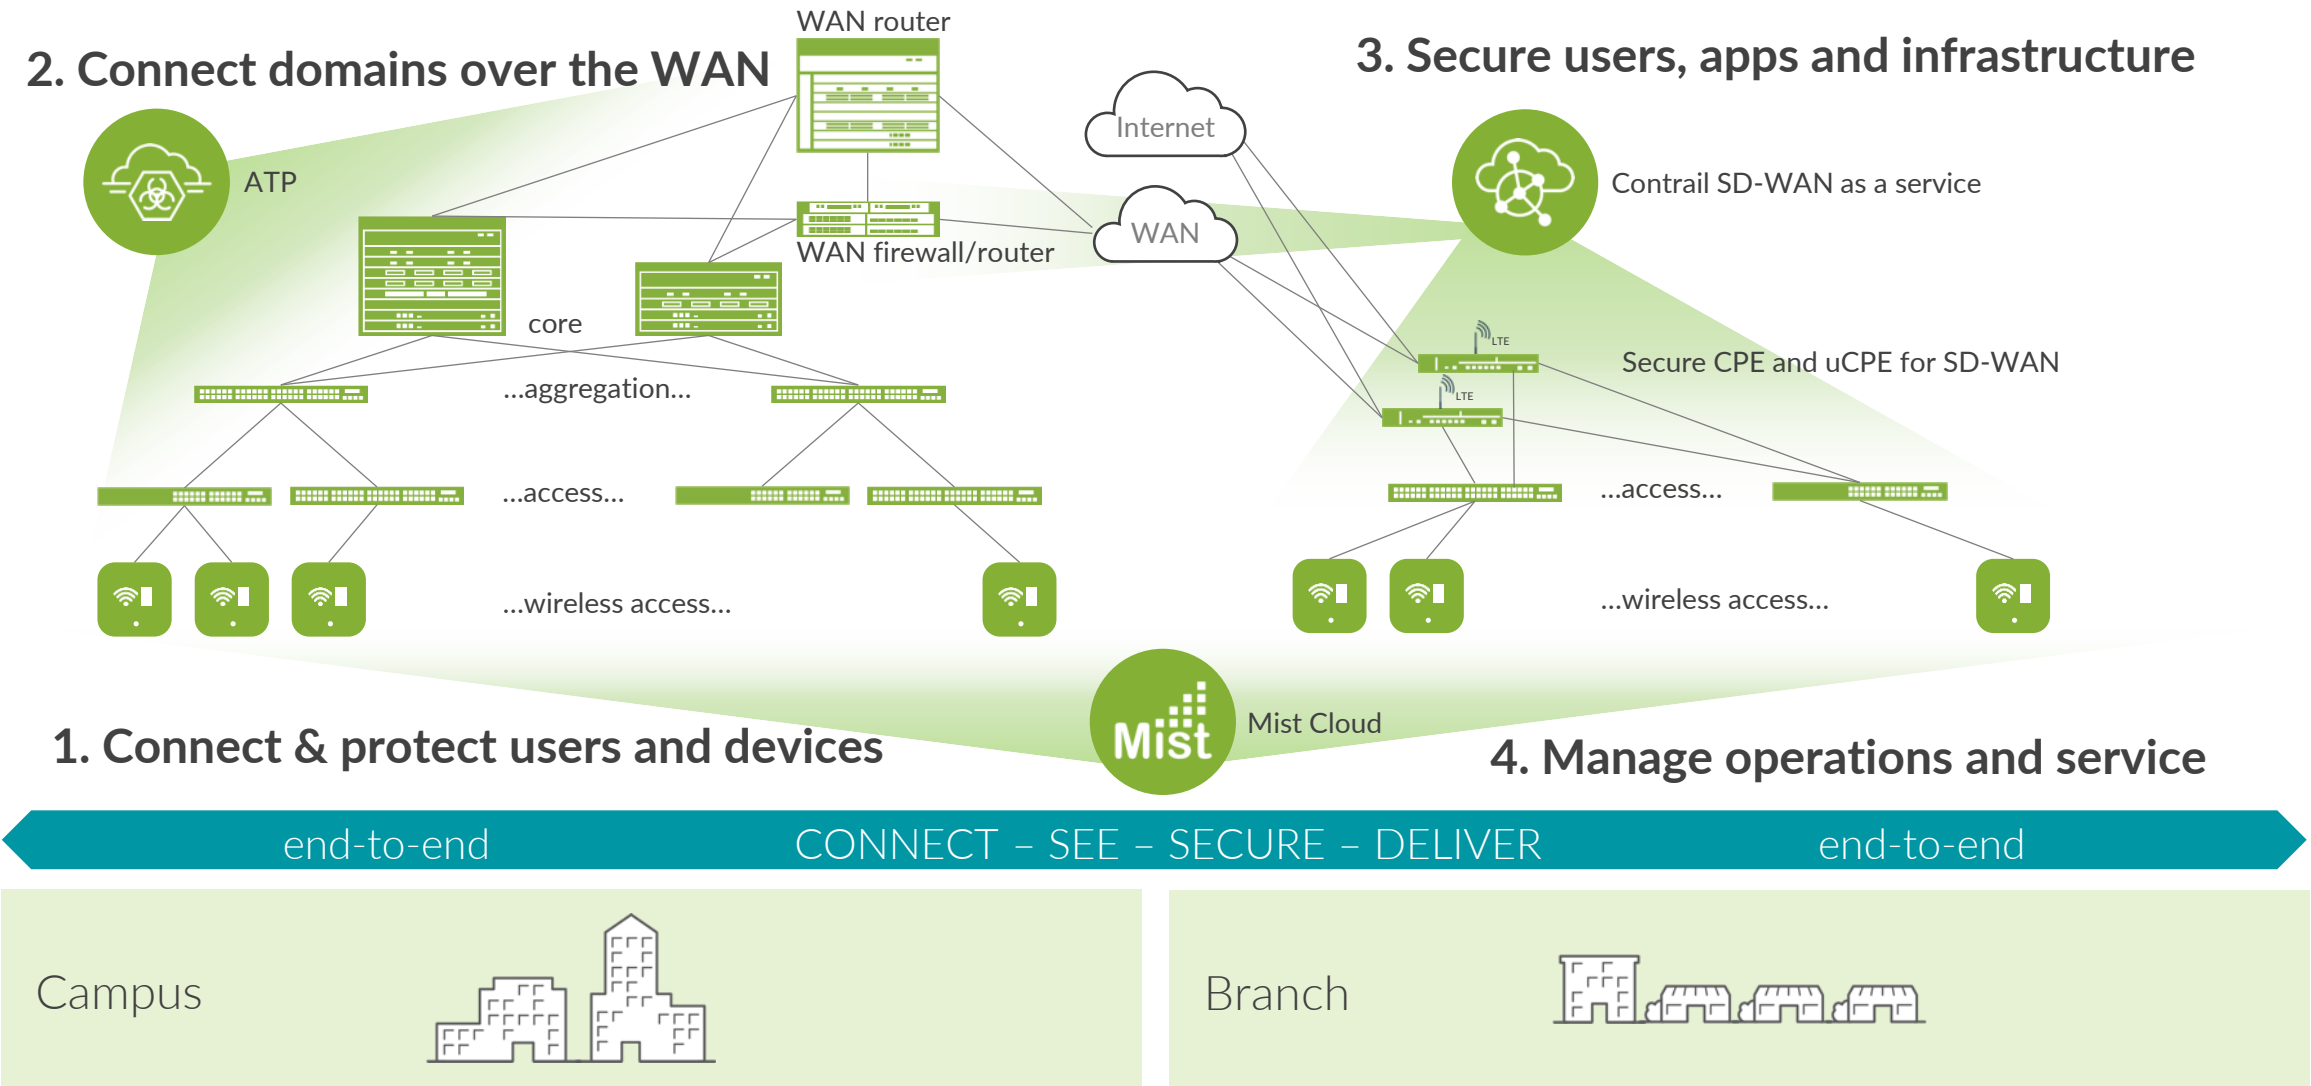 WAN router
2. Connect domains over the WAN
3. Secure users, apps and infrastructure
Internet
ATP
Contrail SD-WAN as a service
WAN
WAN firewall/router
core
LTE
Secure CPE and uCPE for SD-WAN
...aggregation...
LTE
...access...
...access...
...wireless access...
...wireless access...
Mist
Mist Cloud
1. Connect & protect users and devices
4. Manage operations and service
end-to-end
CONNECT – SEE – SECURE – DELIVER
end-to-end
Campus
Branch